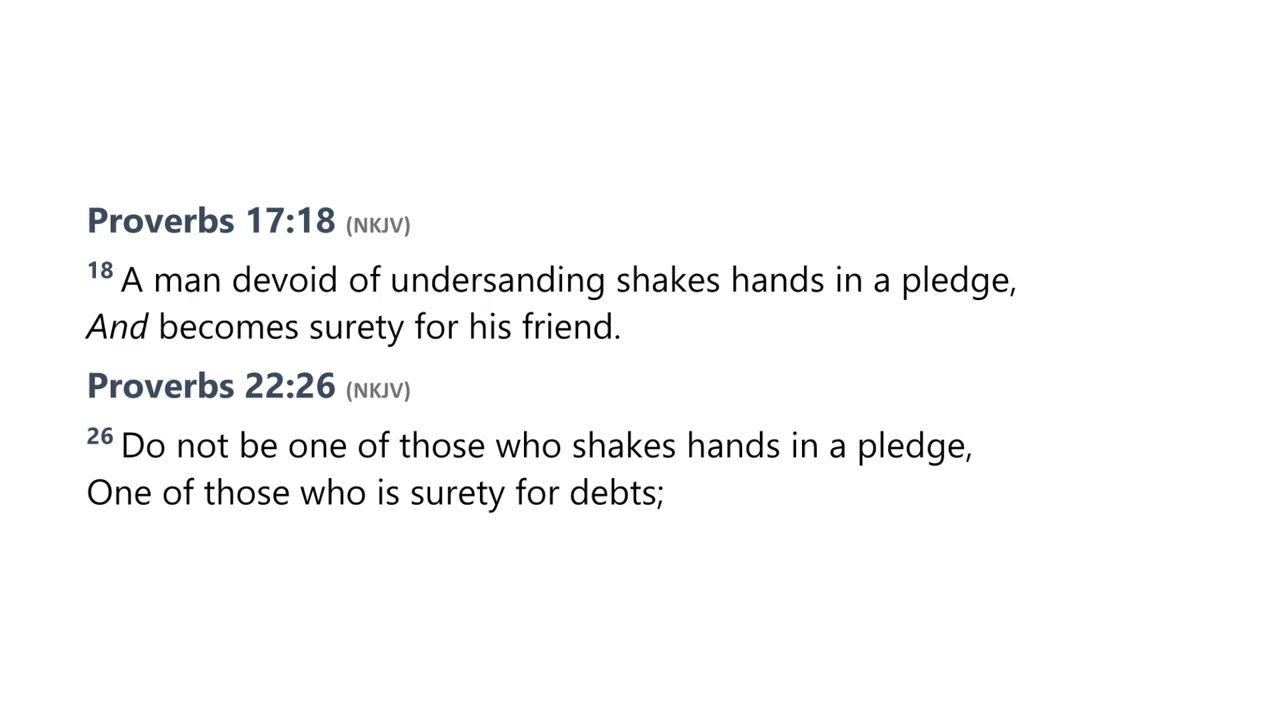 Proverbs 17:18 (NKJV)
18 A man devoid of undersanding shakes hands in a pledge,
And becomes surety for his friend.
Proverbs 22:26 (NKJV)
26 Do not be one of those who shakes hands in a pledge,
One of those who is surety for debts;